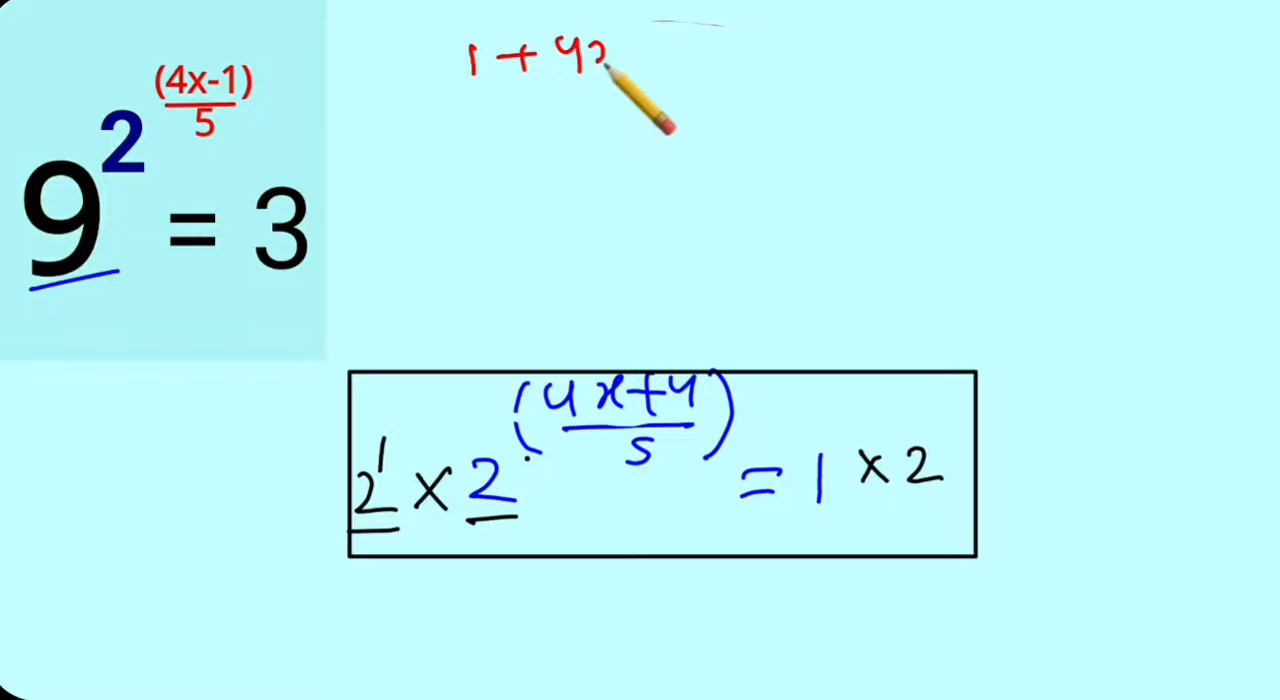 9^2^((4x-1)/5) = 3
1 + 4x
2^1 × 2^((4x+4)/5) = 1 × 2